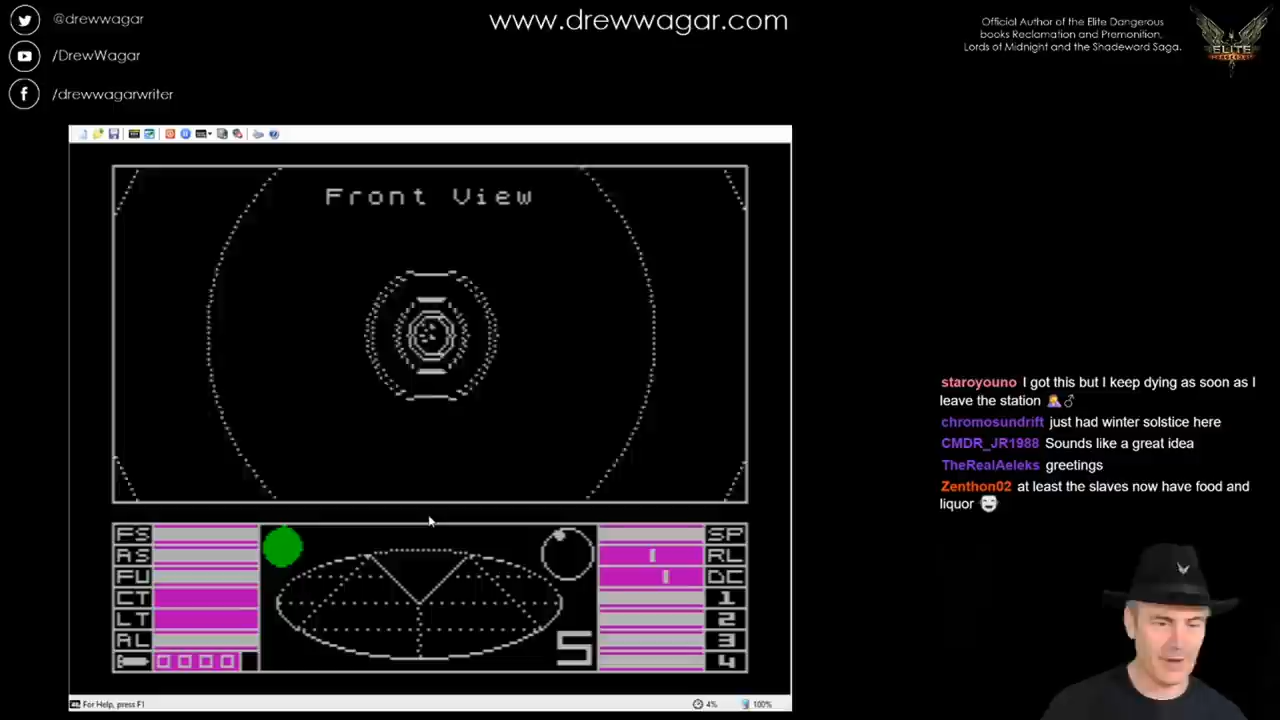 @drewwagar
/DrewWagar
/drewwagarwriter
www.drewwagar.com
Official Author of the Elite Dangerous
books Reclamation and Premonition,
Lords of Midnight and the Shadeward Saga.
ELITE
Front View
FS
AS
FU
CT
LT
AL
S
SP
RL
DC
1
2
3
4
For Help, press F1
4%
100%
staroyouno I got this but I keep dying as soon as I
leave the station 🤦‍♂
chromosundrift just had winter solstice here
CMDR_JR1988 Sounds like a great idea
TheRealAeleks greetings
Zenthon02 at least the slaves now have food and
liquor